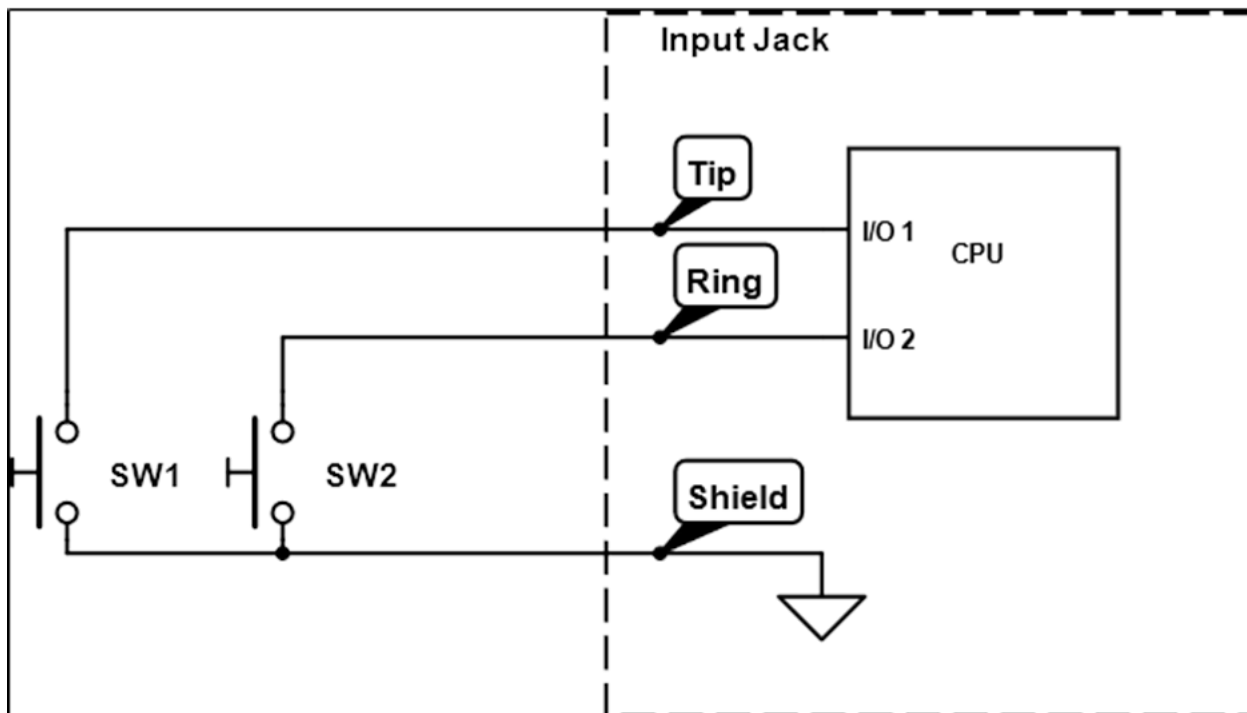 Input Jack
Tip
I/O 1
CPU
Ring
I/O 2
SW1
SW2
Shield